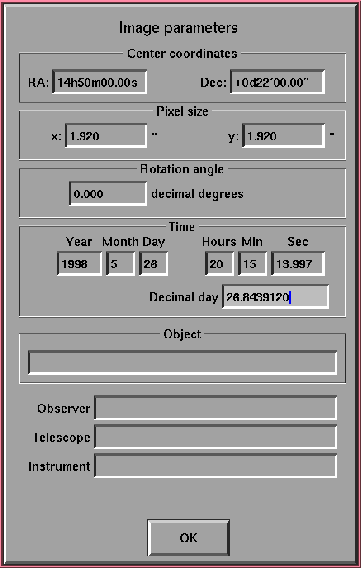 Image parameters
Center coordinates
RA: 14h50m00.00s Dec: +0d22'00.00"
Pixel size
x: 1.920 " y: 1.920 "
Rotation angle
0.000 decimal degrees
Time
Year Month Day Hours Min Sec
1998 5 26 20 15 13.997
Decimal day 26.8439120
Object
Observer
Telescope
Instrument
OK